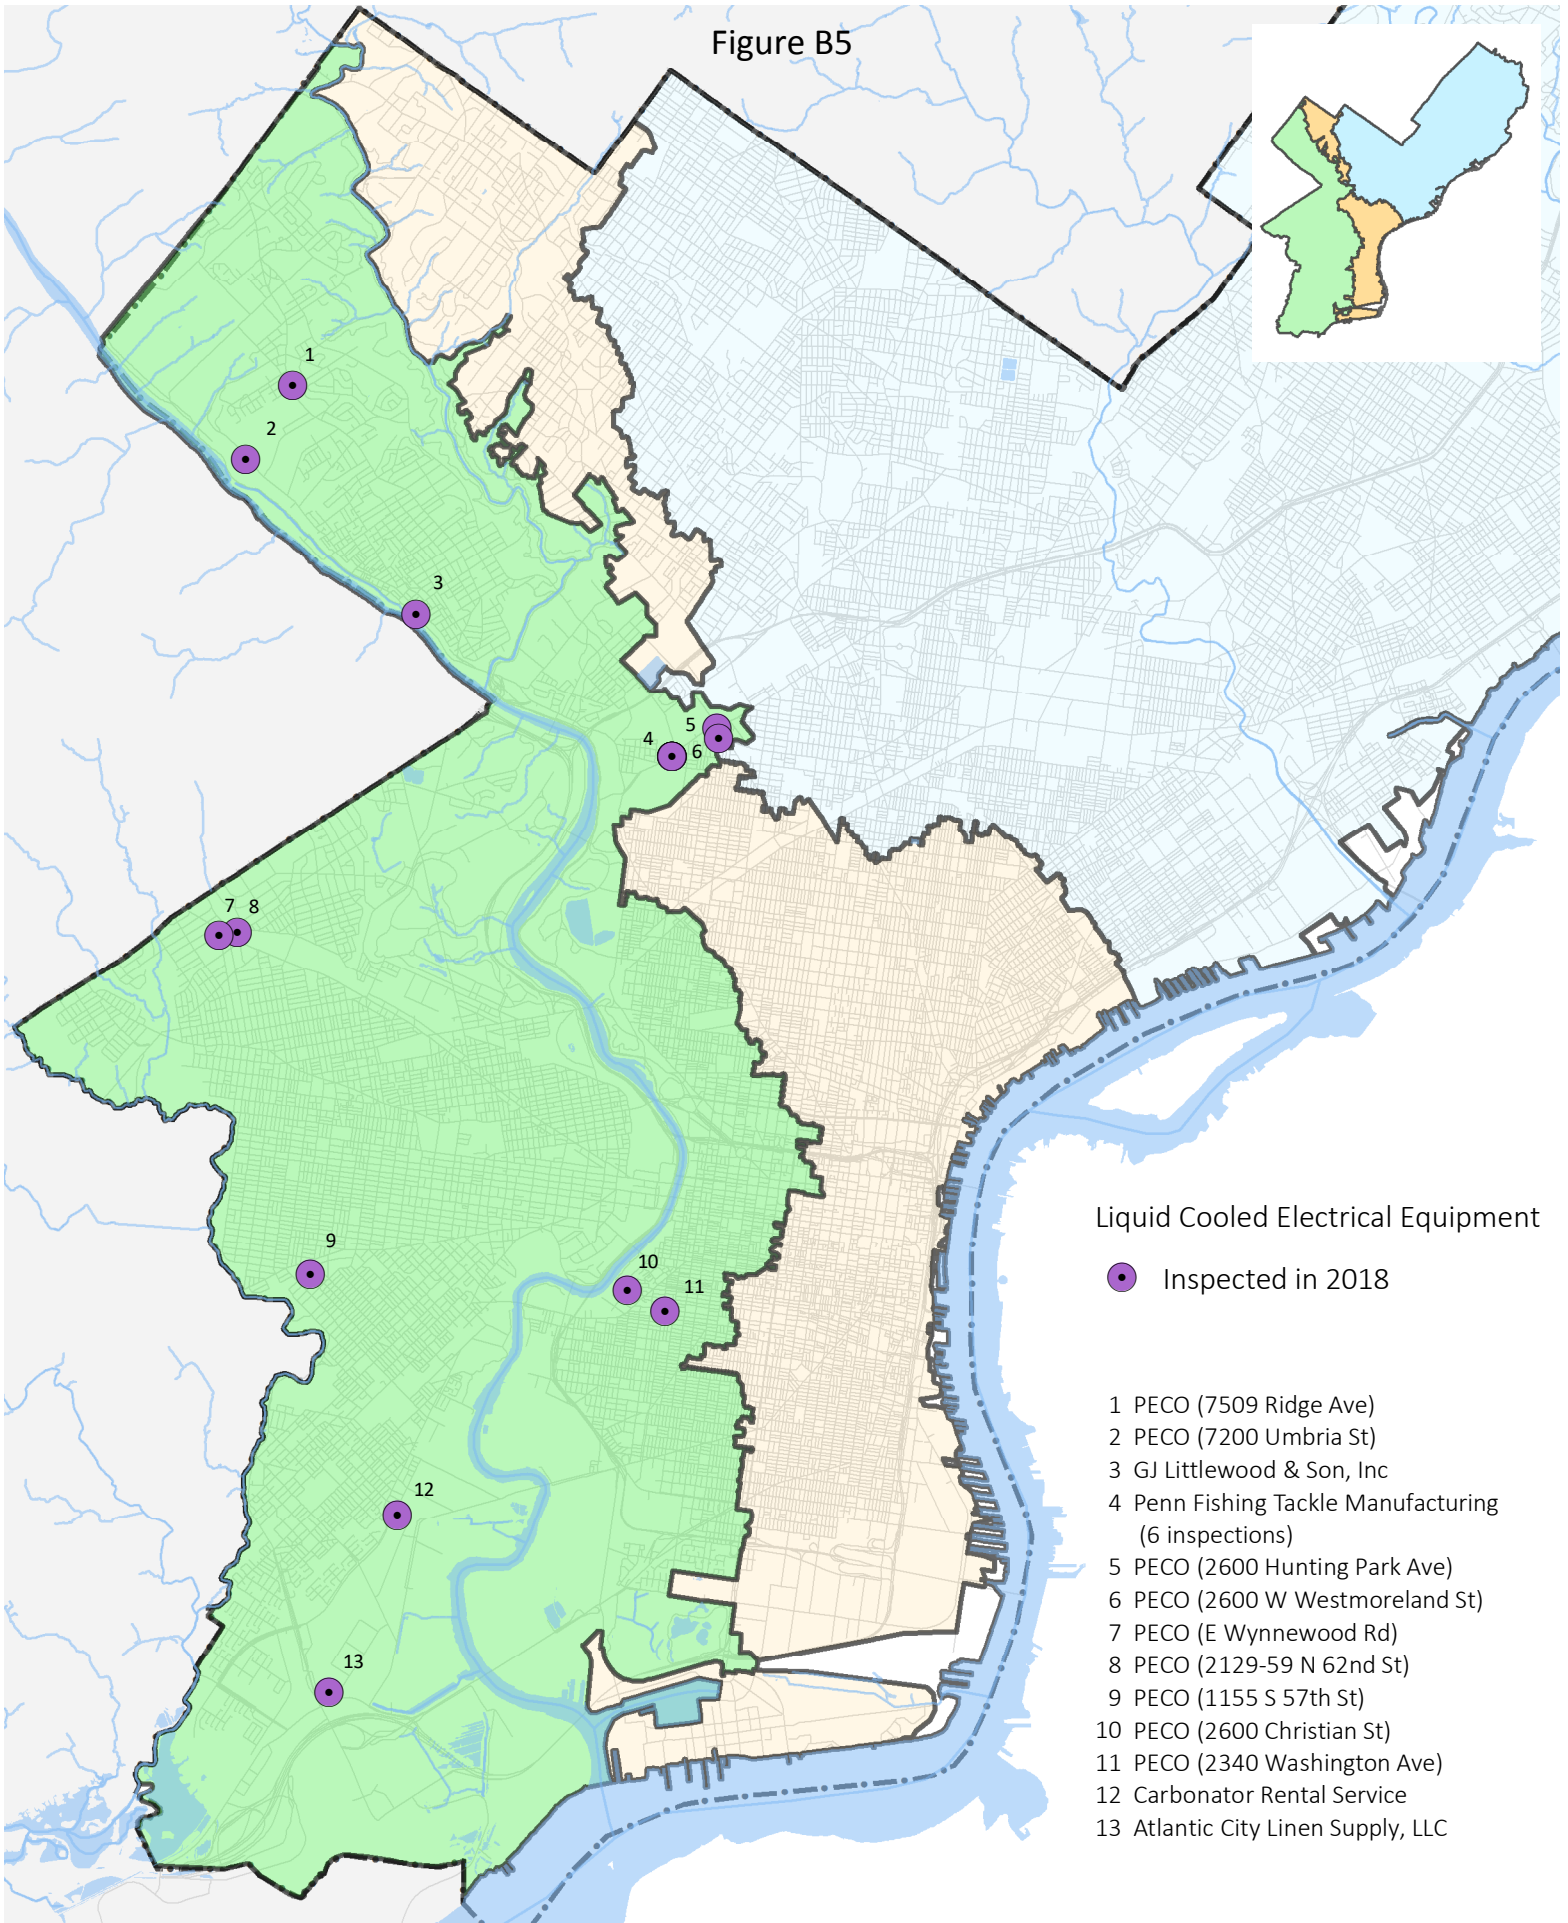 Figure B5
1
2
3
4
5
6
7
8
9
10
11
12
13
Liquid Cooled Electrical Equipment
Inspected in 2018
1 PECO (7509 Ridge Ave)
2 PECO (7200 Umbria St)
3 GJ Littlewood & Son, Inc
4 Penn Fishing Tackle Manufacturing
(6 inspections)
5 PECO (2600 Hunting Park Ave)
6 PECO (2600 W Westmoreland St)
7 PECO (E Wynnewood Rd)
8 PECO (2129-59 N 62nd St)
9 PECO (1155 S 57th St)
10 PECO (2600 Christian St)
11 PECO (2340 Washington Ave)
12 Carbonator Rental Service
13 Atlantic City Linen Supply, LLC